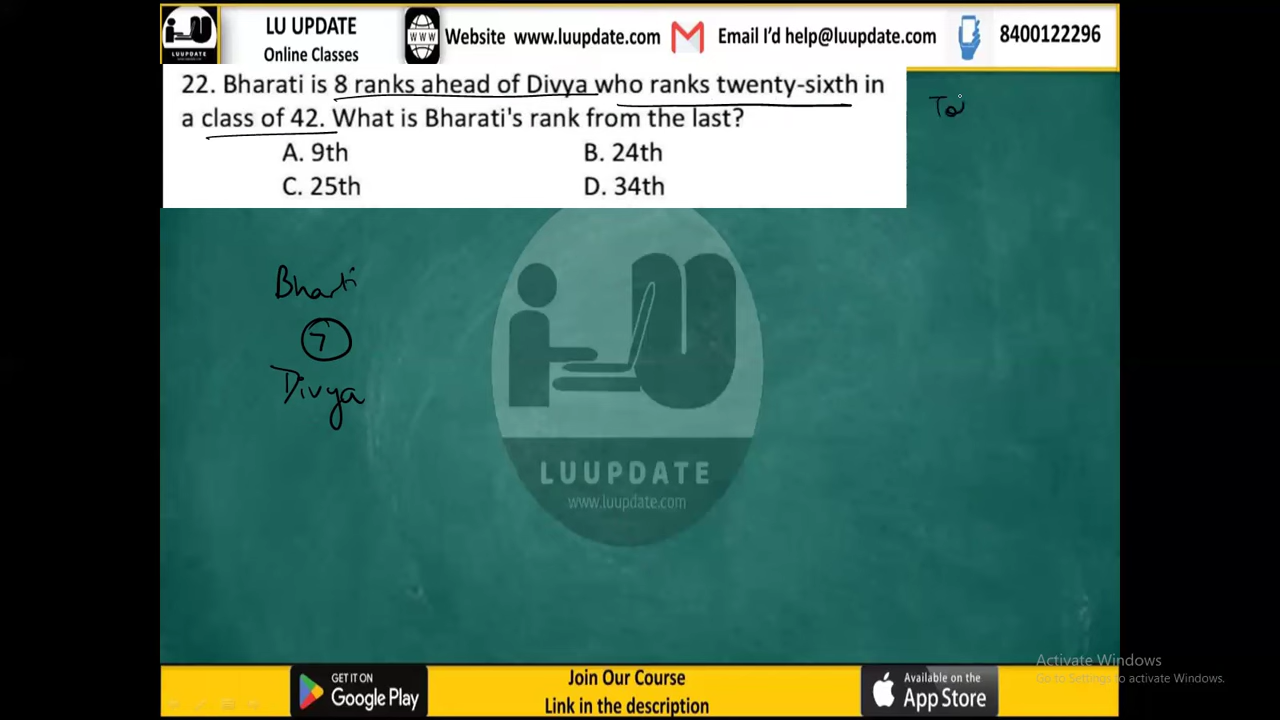 LU UPDATE
Online Classes
LUUPDATE
WWW
Website www.luupdate.com
Email I'd help@luupdate.com
8400122296
22. Bharati is 8 ranks ahead of Divya who ranks twenty-sixth in
a class of 42. What is Bharati's rank from the last?
A. 9th B. 24th
C. 25th D. 34th
Bharti
7
Divya
LUUPDATE
www.luupdate.com
Activate Windows
Go to Settings to activate Windows.
GET IT ON
Google Play
Join Our Course
Link in the description
Available on the
App Store